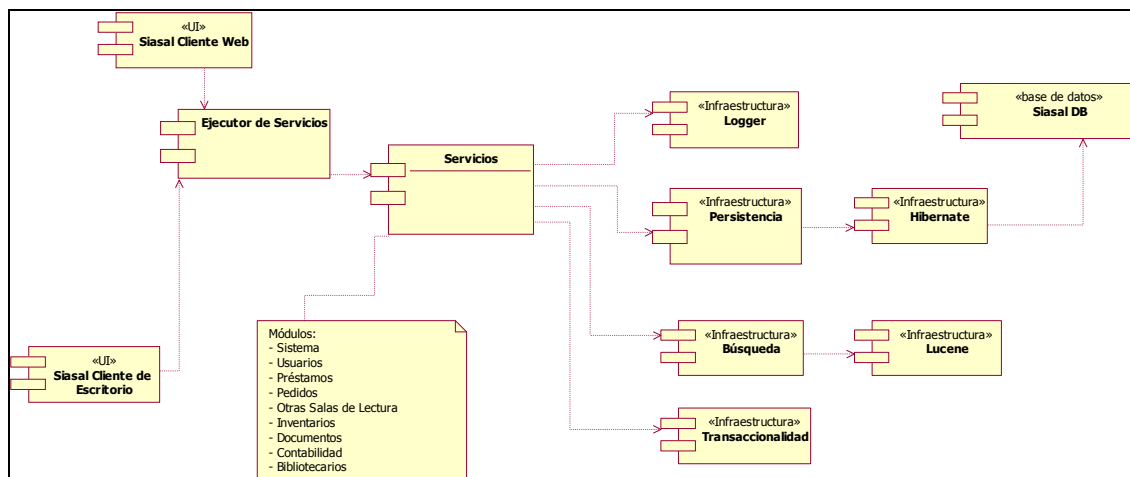 «UI»
Siasal Cliente Web
Ejecutor de Servicios
Servicios
«Infraestructura»
Logger
«base de datos»
Siasal DB
«Infraestructura»
Persistencia
«Infraestructura»
Hibernate
«UI»
Siasal Cliente de
Escritorio
Módulos:
- Sistema
- Usuarios
- Préstamos
- Pedidos
- Otras Salas de Lectura
- Inventarios
- Documentos
- Contabilidad
- Bibliotecarios
«Infraestructura»
Búsqueda
«Infraestructura»
Lucene
«Infraestructura»
Transaccionalidad